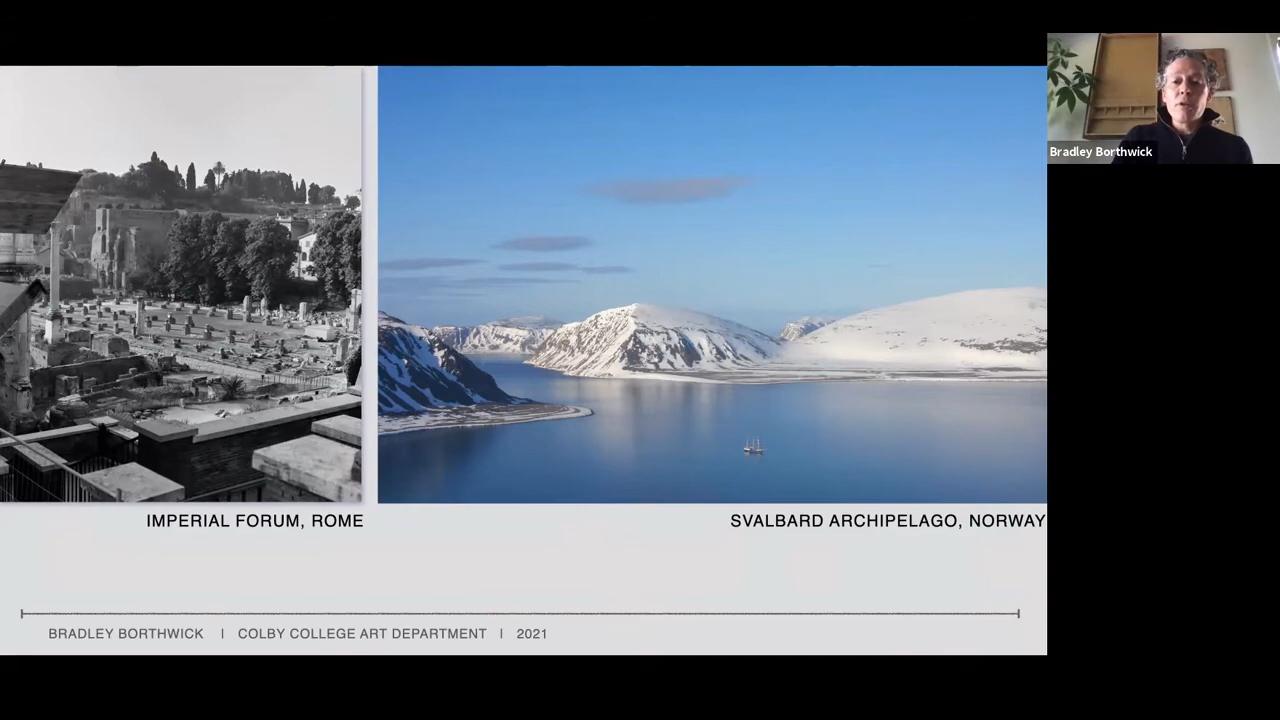 Bradley Borthwick
IMPERIAL FORUM, ROME
SVALBARD ARCHIPELAGO, NORWAY
BRADLEY BORTHWICK | COLBY COLLEGE ART DEPARTMENT | 2021